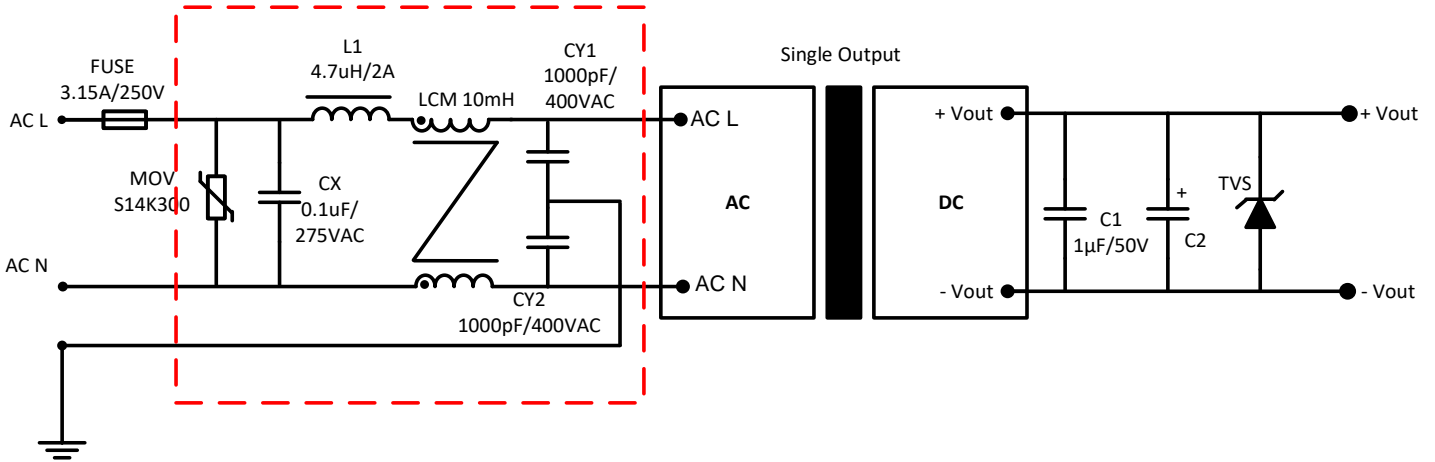 FUSE
3.15A/250V
AC L
MOV
S14K300
CX
0.1uF/
275VAC
AC N
L1
4.7uH/2A
LCM 10mH
CY1
1000pF/
400VAC
CY2
1000pF/400VAC
Single Output
AC L
AC
AC N
+ Vout
DC
- Vout
C1
1µF/50V
+
C2
TVS
+ Vout
- Vout